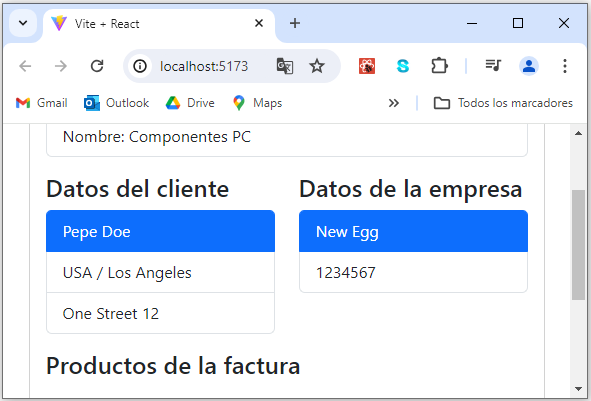 Vite + React
localhost:5173
Gmail
Outlook
Drive
Maps
Todos los marcadores
Nombre: Componentes PC
Datos del cliente
Pepe Doe
USA / Los Angeles
One Street 12
Datos de la empresa
New Egg
1234567
Productos de la factura